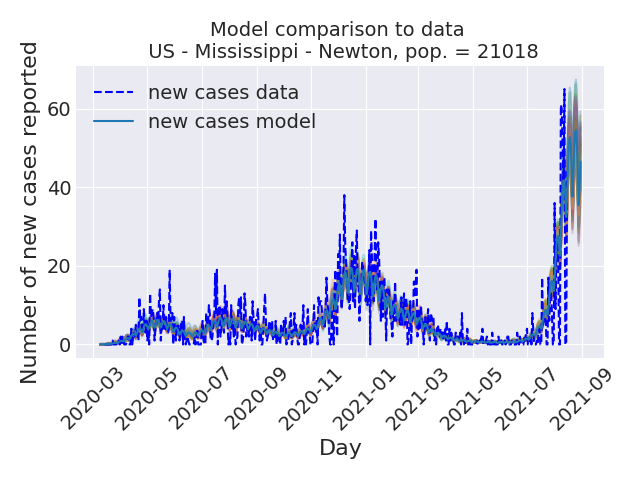 Model comparison to data
US - Mississippi - Newton, pop. = 21018
Number of new cases reported
60
40
20
0
new cases data
new cases model
2020-03
2020-05
2020-07
2020-09
2020-11
2021-01
2021-03
2021-05
2021-07
2021-09
Day